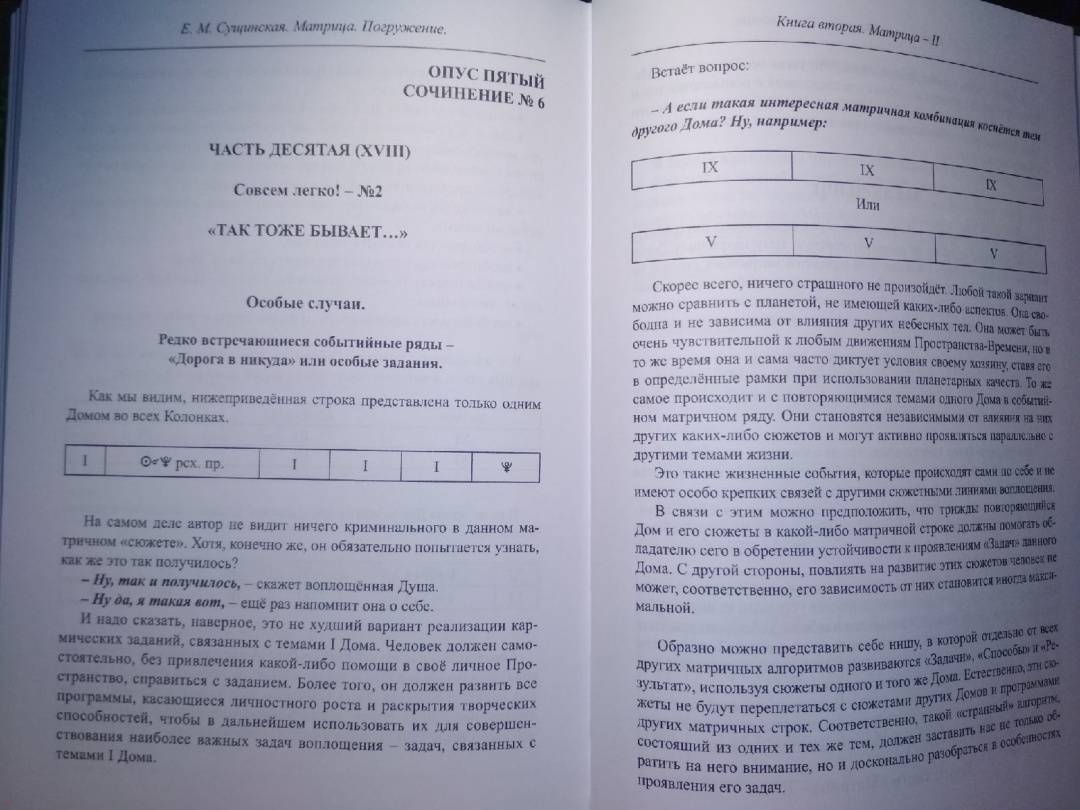 Е. М. Сущинская. Матрица. Погружение.
ОПУС ПЯТЫЙ
СОЧИНЕНИЕ № 6
ЧАСТЬ ДЕСЯТАЯ (XVIII)
Совсем легко! – №2
«ТАК ТОЖЕ БЫВАЕТ…»
Особые случаи.
Редко встречающиеся событийные ряды –
«Дорога в никуда» или особые задания.
Как мы видим, нижеприведённая строка представлена только одним
Домом во всех Колонках.
I ☉☍♆ рсх. пр. I I I ♆
На самом деле автор не видит ничего криминального в данном ма-
тричном «сюжете». Хотя, конечно же, он обязательно попытается узнать,
как же это так получилось?
– Ну, так и получилось, – скажет воплощённая Душа.
– Ну да, я такая вот, – ещё раз напомнит она о себе.
И надо сказать, наверное, это не худший вариант реализации кар-
мических заданий, связанных с темами I Дома. Человек должен само-
стоятельно, без привлечения какой-либо помощи в своё личное Про-
странство, справиться с заданием. Более того, он должен развить все
программы, касающиеся личностного роста и раскрытия творческих
способностей, чтобы в дальнейшем использовать их для совершен-
ствования наиболее важных задач воплощения – задач, связанных с
темами I Дома.
Книга вторая. Матрица – II
Встаёт вопрос:
– А если такая интересная матричная комбинация коснётся тем
другого Дома? Ну, например:
IX IX IX
Или
V V V
Скорее всего, ничего страшного не произойдёт. Любой такой вариант
можно сравнить с планетой, не имеющей каких-либо аспектов. Она сво-
бодна и не зависима от влияния других небесных тел. Она может быть
очень чувствительной к любым движениям Пространства-Времени, но в
то же время она и сама часто диктует условия своему хозяину, ставя его
в определённые рамки при использовании планетарных качеств. То же
самое происходит и с повторяющимися темами одного Дома в событий-
ном матричном ряду. Они становятся независимыми от влияния на них
других каких-либо сюжетов и могут активно проявляться параллельно с
другими темами жизни.
Это такие жизненные события, которые происходят сами по себе и не
имеют особо крепких связей с другими сюжетными линиями воплощения.
В связи с этим можно предположить, что трижды повторяющийся
Дом и его сюжеты в какой-либо матричной строке должны помогать об-
ладателю сего в обретении устойчивости к проявлениям «Задач» данного
Дома. С другой стороны, повлиять на развитие этих сюжетов человек не
может, соответственно, его зависимость от них становится иногда макси-
мальной.
Образно можно представить себе нишу, в которой отдельно от всех
других матричных алгоритмов развиваются «Задачи», «Способы» и «Ре-
зультат», используя сюжеты одного и того же Дома. Естественно, эти сю-
жеты не будут переплетаться с сюжетами других Домов и программами
других матричных строк. Соответственно, такой «странный» алгоритм,
состоящий из одних и тех же тем, должен заставить нас не только об-
ратить на него внимание, но и досконально разобраться в особенностях
проявления его задач.